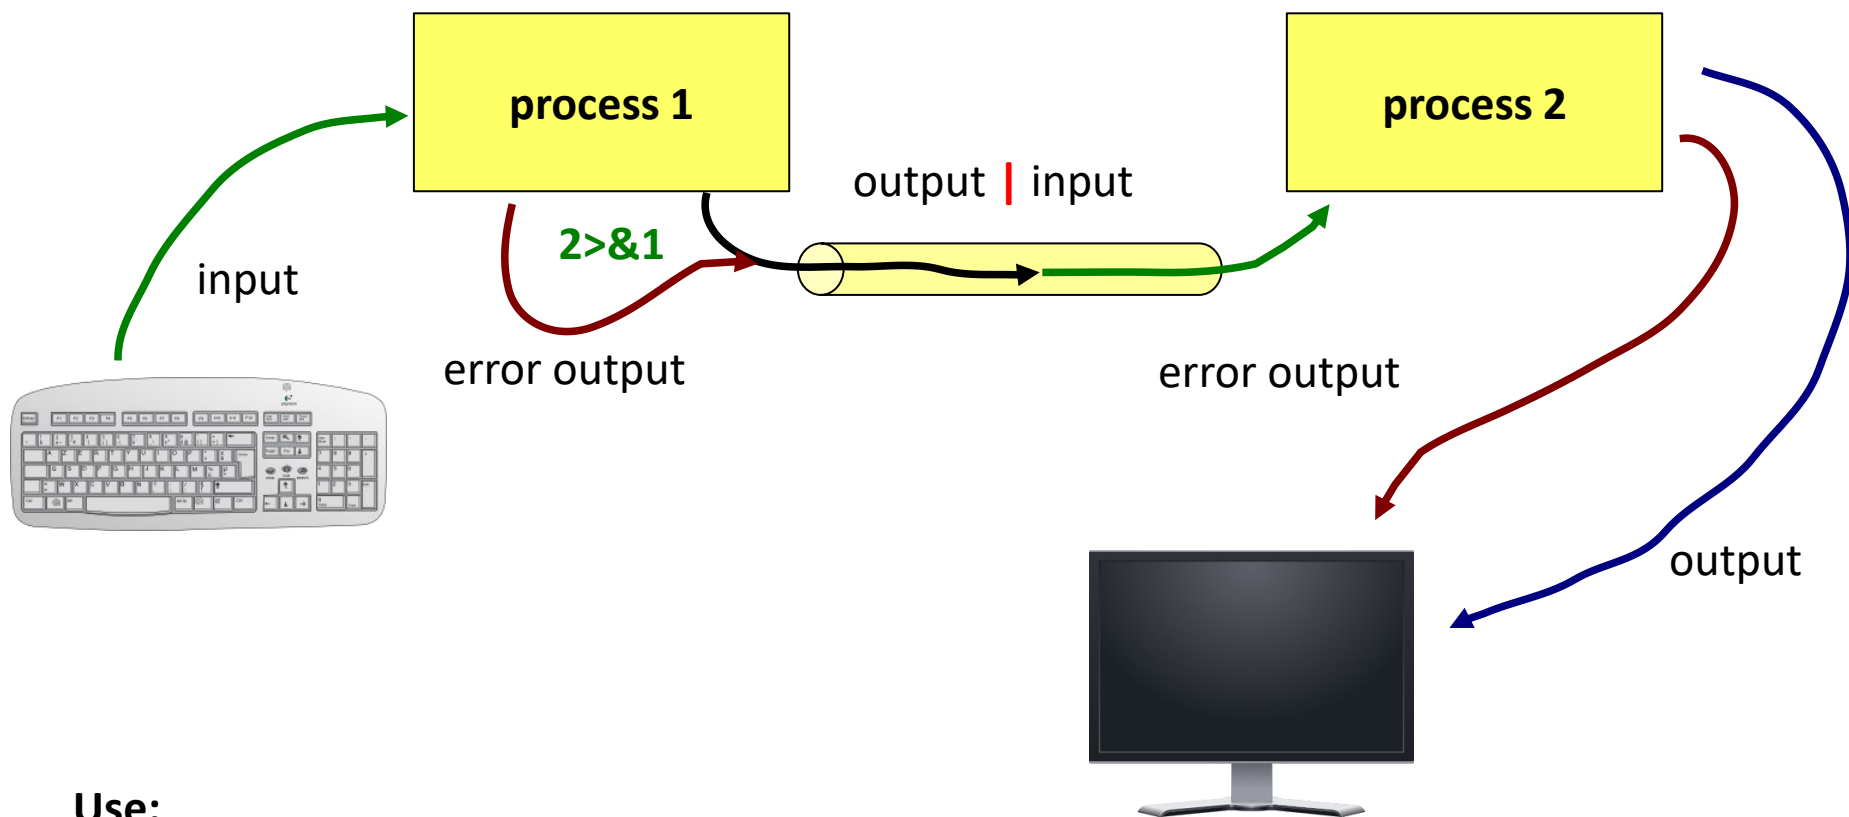 process 1
process 2
output | input
2>&1
input
error output
error output
output
Use: